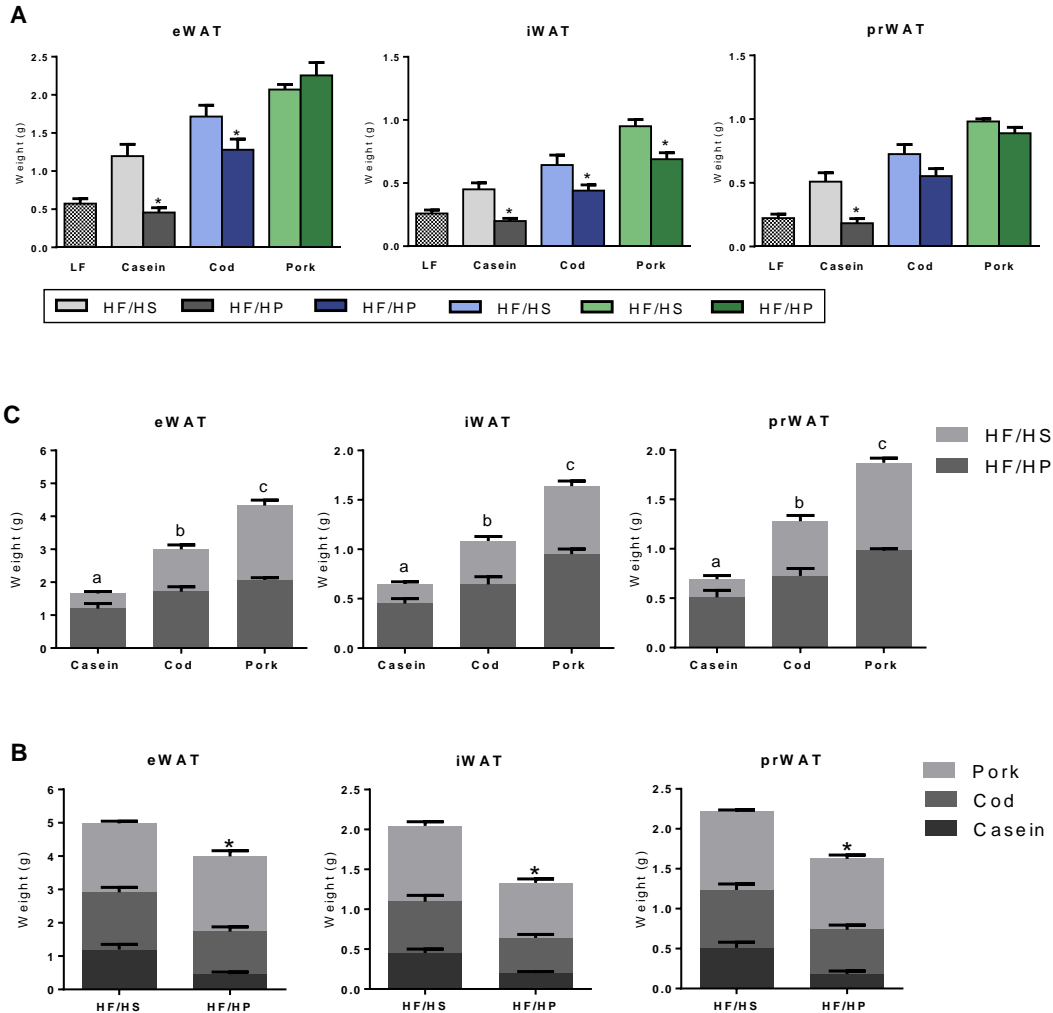 A
eWAT
iWAT
prWAT
Weight (g)
2.5
2.0
1.5
1.0
0.5
0.0
LF
Casein
Cod
Pork
*
*
Weight (g)
1.5
1.0
0.5
0.0
LF
Casein
Cod
Pork
*
*
*
Weight (g)
1.5
1.0
0.5
0.0
LF
Casein
Cod
Pork
*
HF/HS HF/HP HF/HP HF/HS HF/HS HF/HP
C
eWAT
iWAT
prWAT
HF/HS
HF/HP
Weight (g)
6
5
4
3
2
1
0
a
b
c
Casein
Cod
Pork
Weight (g)
2.0
1.5
1.0
0.5
0.0
a
b
c
Casein
Cod
Pork
Weight (g)
2.0
1.5
1.0
0.5
0.0
a
b
c
Casein
Cod
Pork
B
eWAT
iWAT
prWAT
Pork
Cod
Casein
Weight (g)
6
5
4
3
2
1
0
*
HF/HS
HF/HP
Weight (g)
2.5
2.0
1.5
1.0
0.5
0.0
*
HF/HS
HF/HP
Weight (g)
2.5
2.0
1.5
1.0
0.5
0.0
*
HF/HS
HF/HP